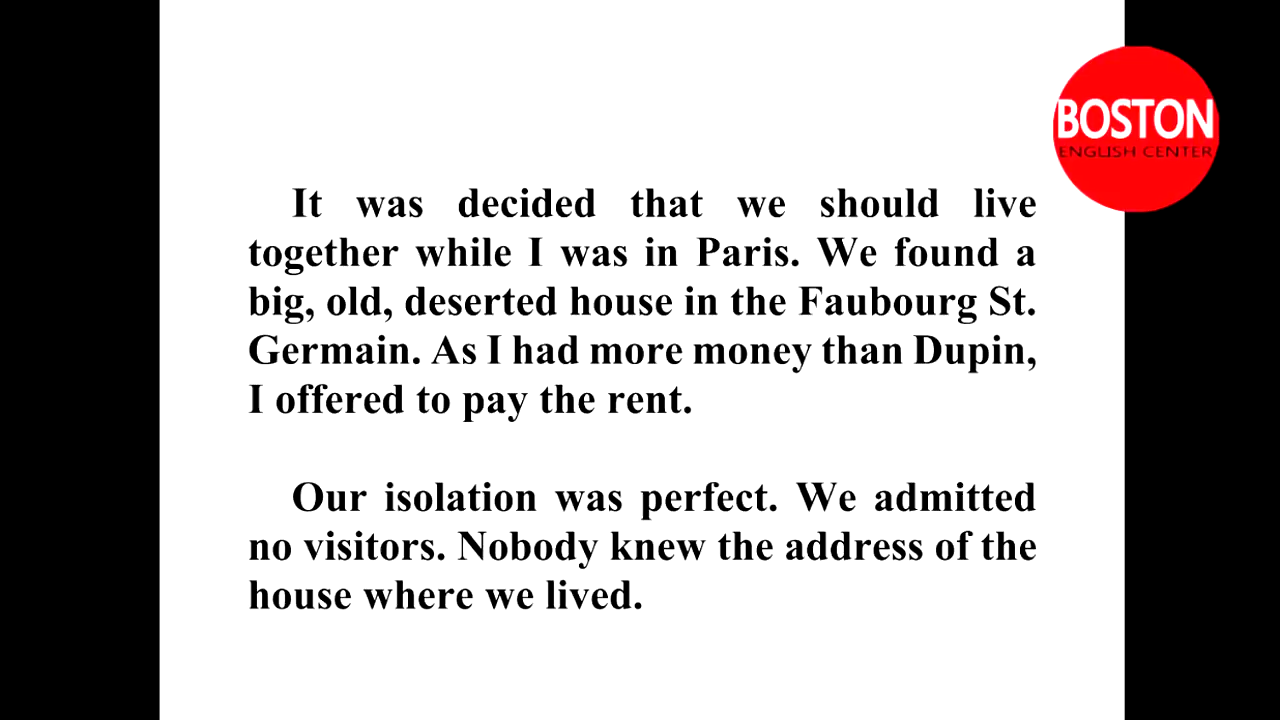 BOSTON
ENGLISH CENTER
It was decided that we should live
together while I was in Paris. We found a
big, old, deserted house in the Faubourg St.
Germain. As I had more money than Dupin,
I offered to pay the rent.
Our isolation was perfect. We admitted
no visitors. Nobody knew the address of the
house where we lived.